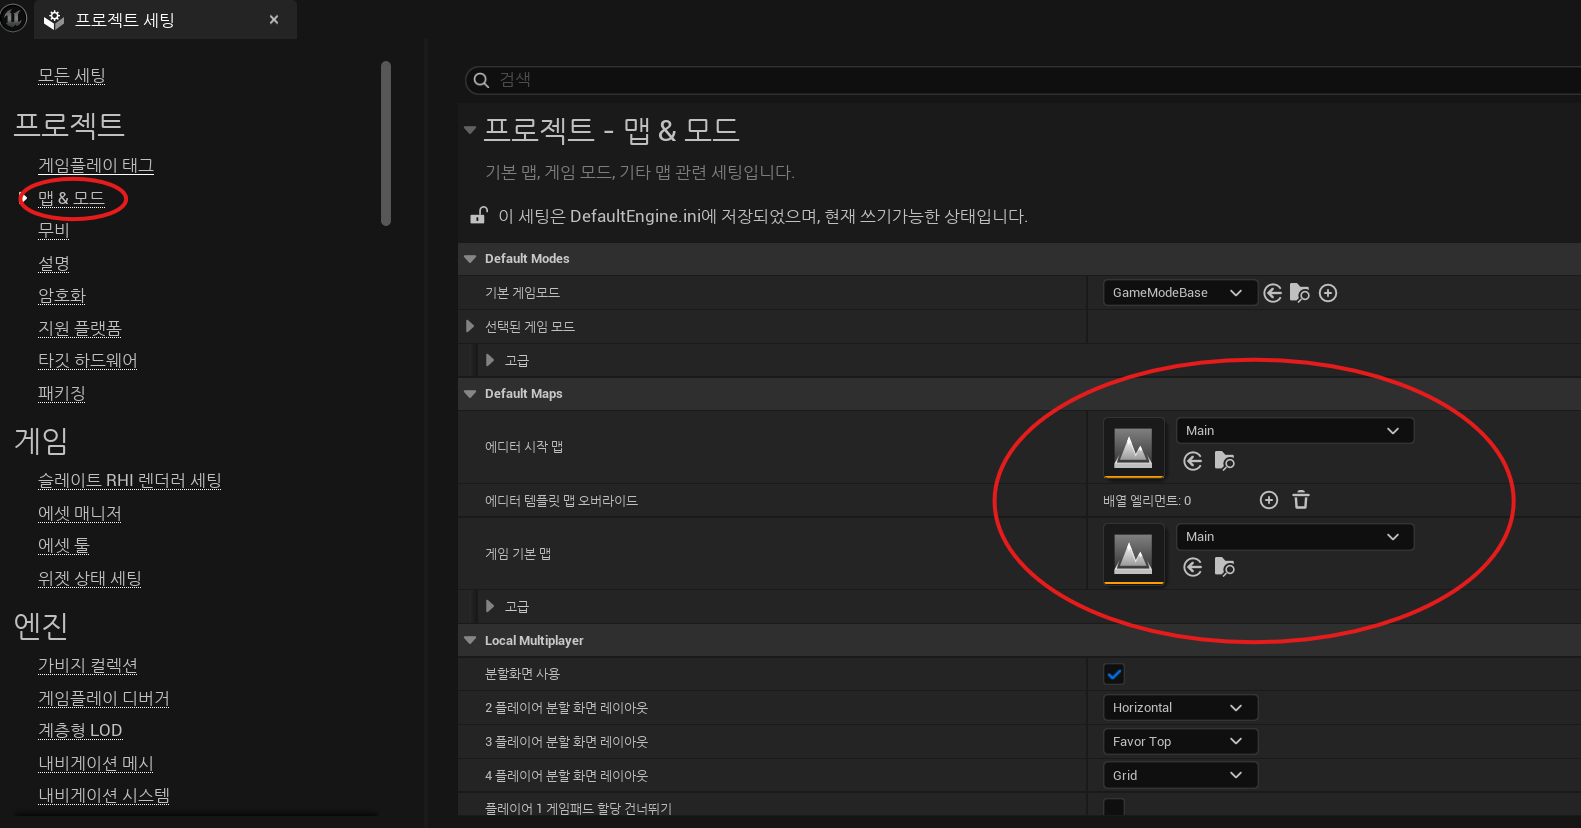 프로젝트 세팅
모든 세팅
프로젝트
게임플레이 태그
맵 & 모드
무비
설명
암호화
지원 플랫폼
타깃 하드웨어
패키징
게임
슬레이트 RHI 렌더러 세팅
에셋 매니저
에셋 툴
위젯 상태 세팅
엔진
가비지 컬렉션
게임플레이 디버거
계층형 LOD
내비게이션 메시
내비게이션 시스템
검색
프로젝트 - 맵 & 모드
기본 맵, 게임 모드, 기타 맵 관련 세팅입니다.
이 세팅은 DefaultEngine.ini에 저장되었으며, 현재 쓰기가능한 상태입니다.
Default Modes
기본 게임모드 GameModeBase
선택된 게임 모드
고급
Default Maps
에디터 시작 맵 Main
에디터 템플릿 맵 오버라이드 배열 엘리먼트: 0
게임 기본 맵 Main
고급
Local Multiplayer
분할화면 사용
2 플레이어 분할 화면 레이아웃 Horizontal
3 플레이어 분할 화면 레이아웃 Favor Top
4 플레이어 분할 화면 레이아웃 Grid
플레이어 1 게임패드 할당 건너뛰기